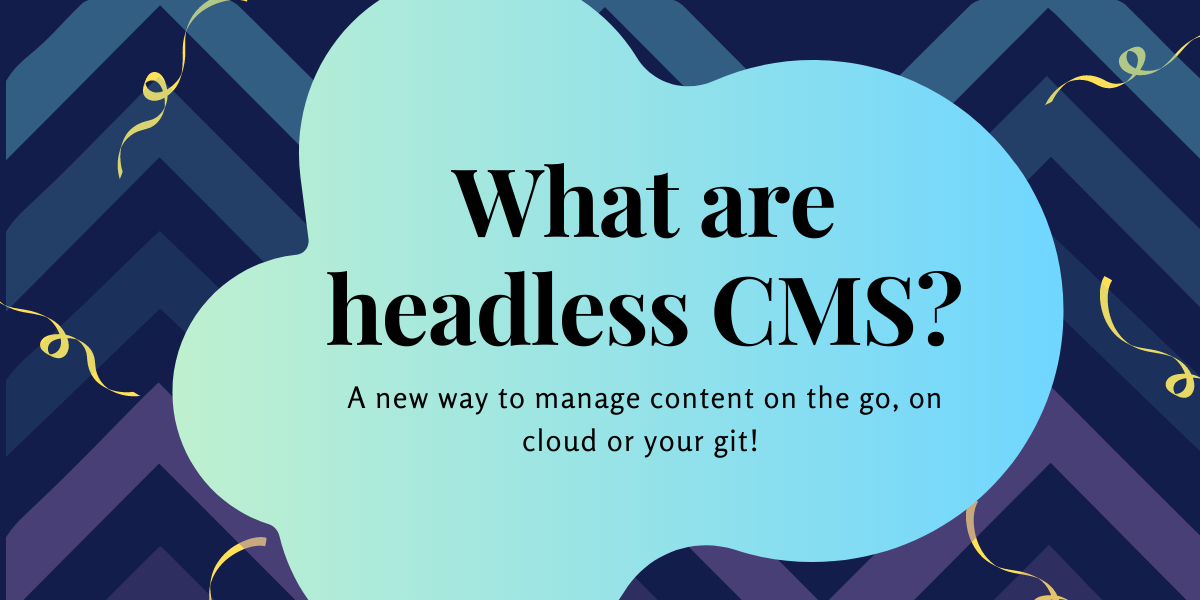 What are
headless CMS?
A new way to manage content on the go, on
cloud or your git!